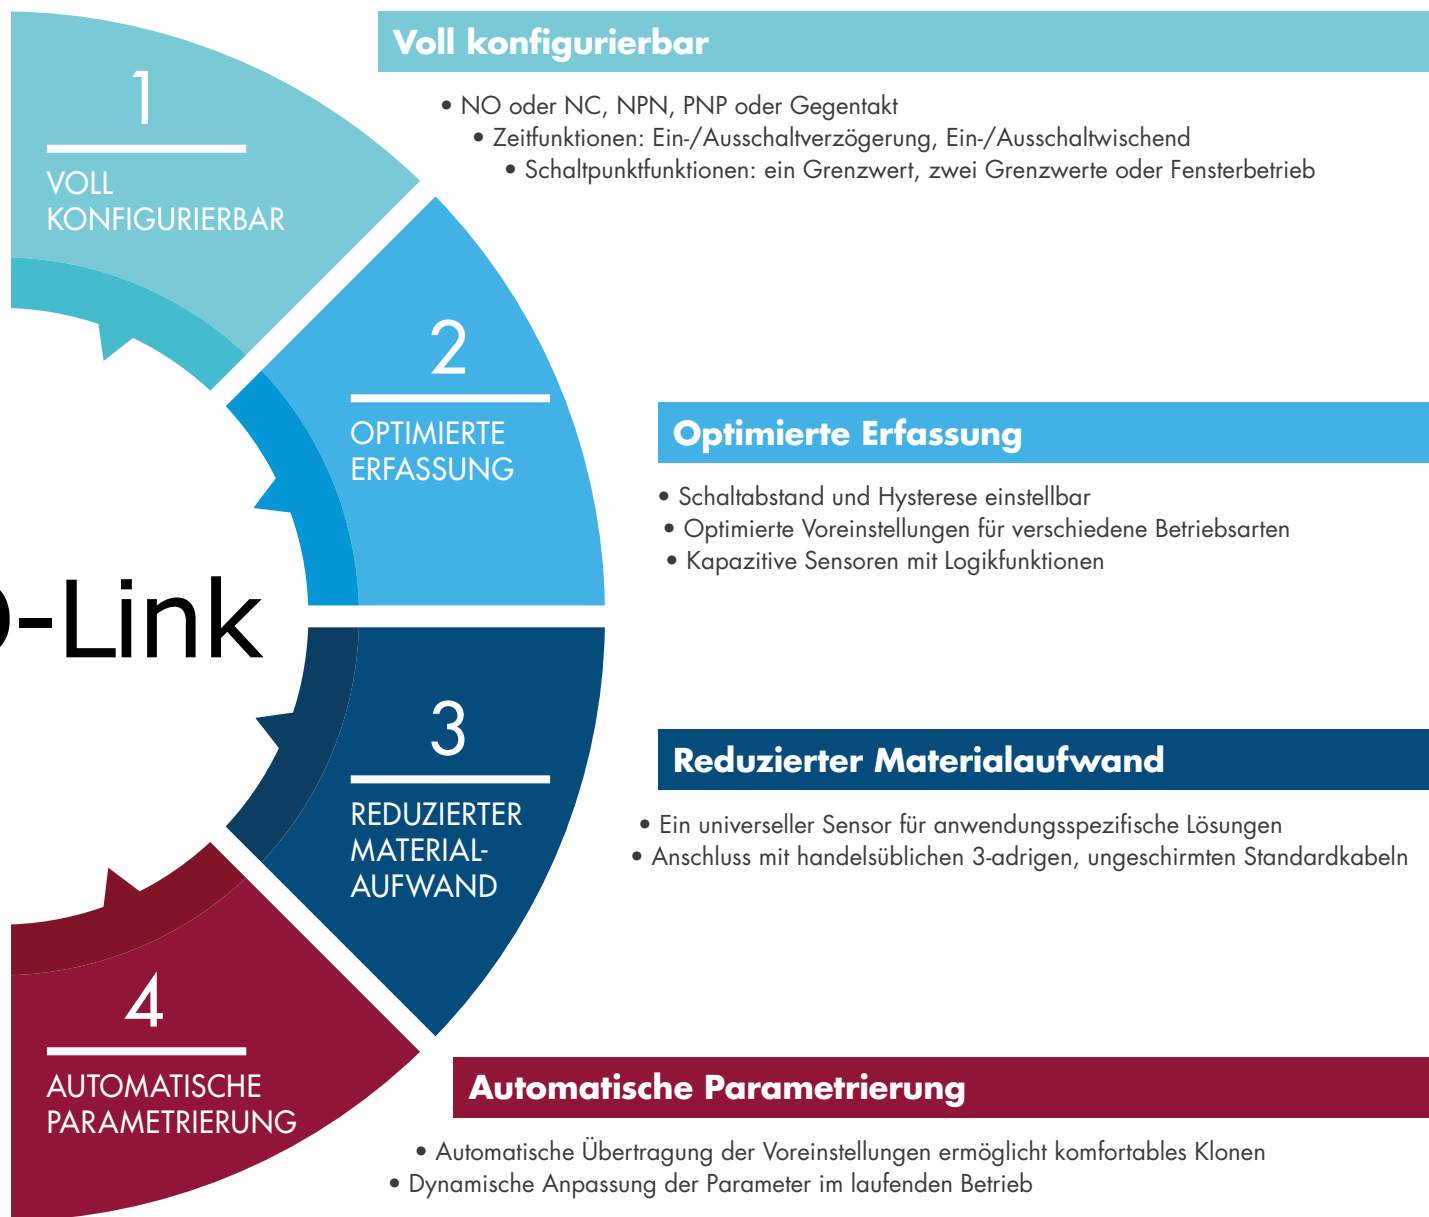 1
VOLL
KONFIGURIERBAR
Voll konfigurierbar
• NO oder NC, NPN, PNP oder Gegentakt
• Zeitfunktionen: Ein-/Ausschaltverzögerung, Ein-/Ausschaltwischend
• Schaltpunktfunktionen: ein Grenzwert, zwei Grenzwerte oder Fensterbetrieb
2
OPTIMIERTE
ERFASSUNG
Optimierte Erfassung
• Schaltabstand und Hysterese einstellbar
• Optimierte Voreinstellungen für verschiedene Betriebsarten
• Kapazitive Sensoren mit Logikfunktionen
-Link
3
REDUZIERTER
MATERIAL-
AUFWAND
Reduzierter Materialaufwand
• Ein universeller Sensor für anwendungsspezifische Lösungen
• Anschluss mit handelsüblichen 3-adrigen, ungeschirmten Standardkabeln
4
AUTOMATISCHE
PARAMETRIERUNG
Automatische Parametrierung
• Automatische Übertragung der Voreinstellungen ermöglicht komfortables Klonen
• Dynamische Anpassung der Parameter im laufenden Betrieb